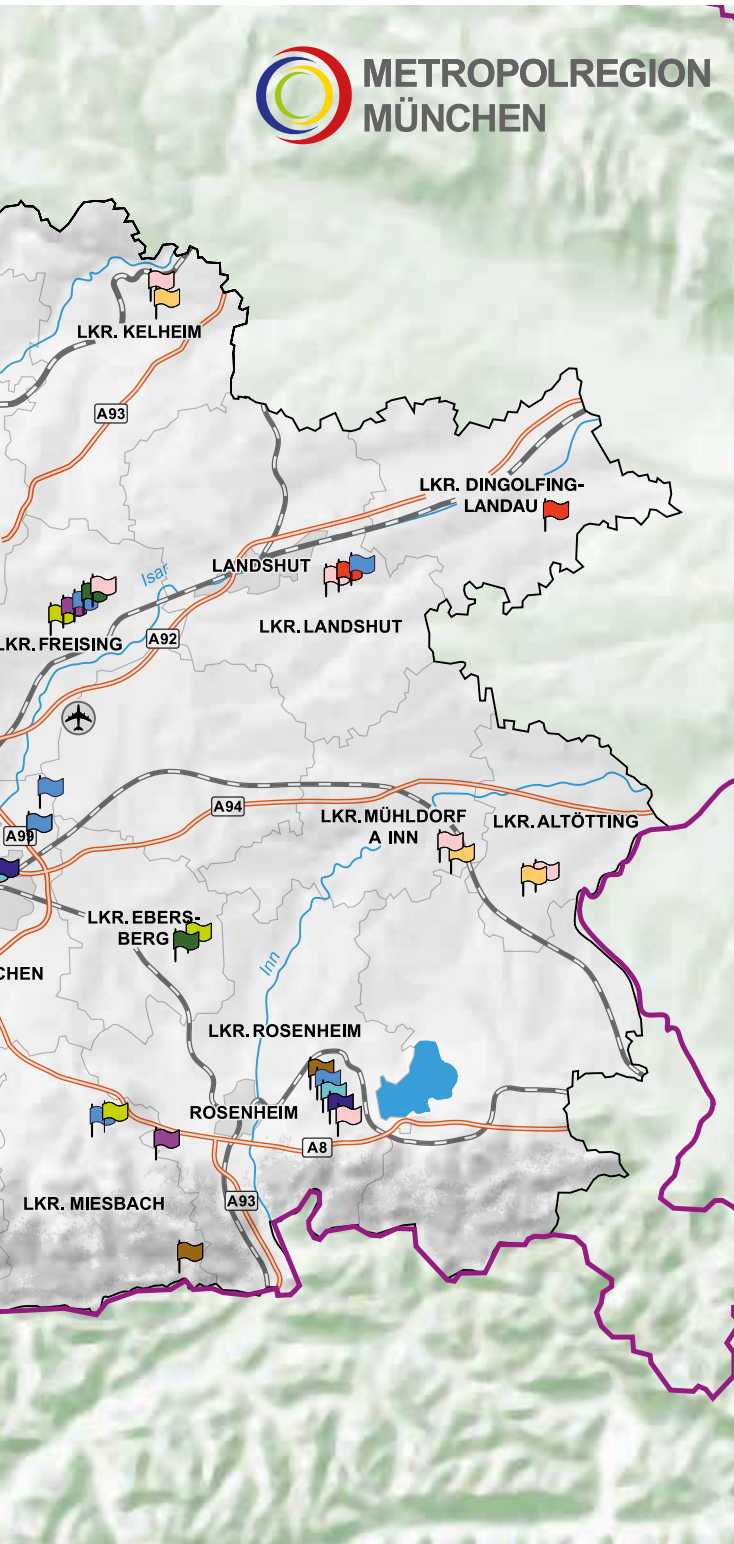 METROPOLREGION
MÜNCHEN
LKR. KELHEIM
A93
LKR. DINGOLFING-
LANDAU
Isar
LANDSHUT
LKR. FREISING
A92
LKR. LANDSHUT
A94
LKR. MÜHLDORF
A INN
LKR. ALTÖTTING
A99
LKR. EBERS-
BERG
Inn
CHEN
LKR. ROSENHEIM
ROSENHEIM
A8
LKR. MIESBACH
A93